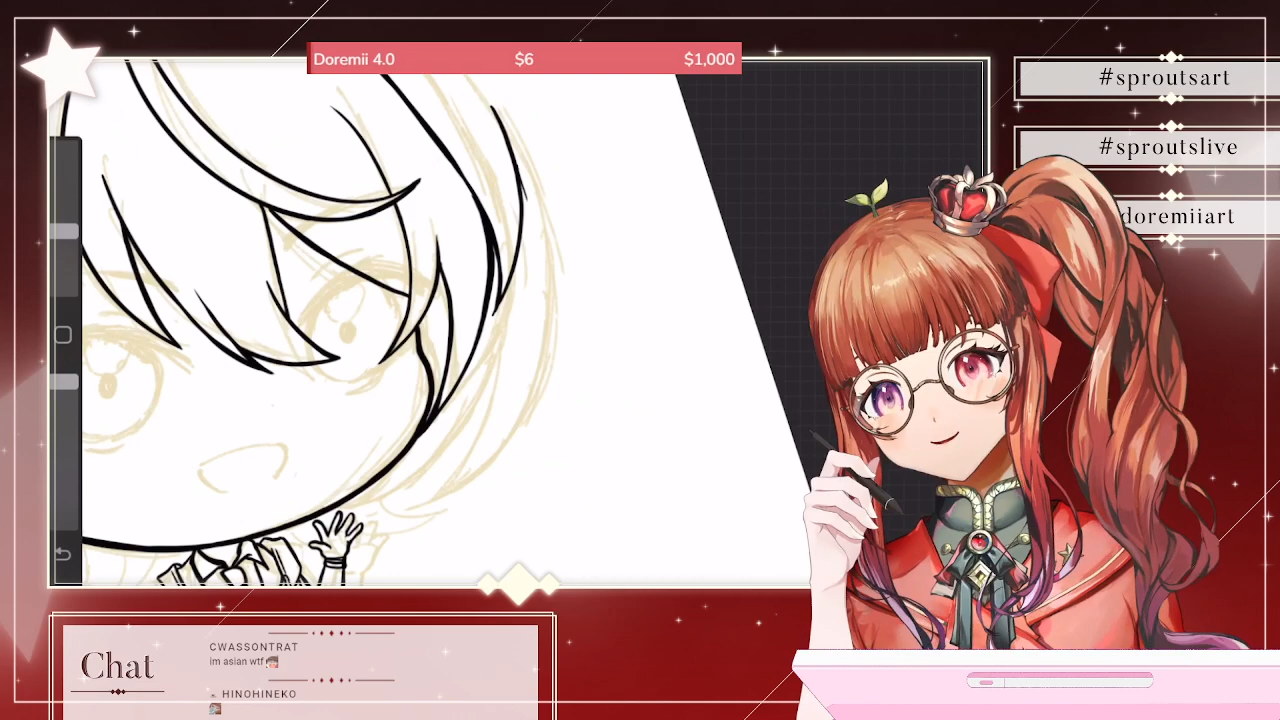 Doremii 4.0 $6 $1,000
#sproutsart
#sproutslive
doremiiart
Chat
CWASSONTRAT
im asian wtf
HINOHINEKO